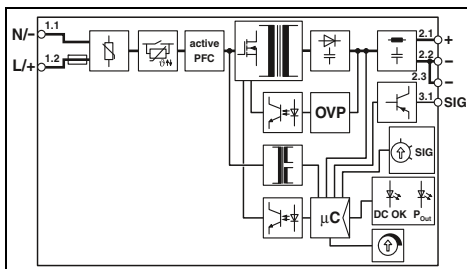 N/− 1.1
L/+ 1.2
active
PFC
ϑ
OVP
µC
2.1 +
2.2 −
2.3 −
3.1 SIG
SIG
DC OK P Out